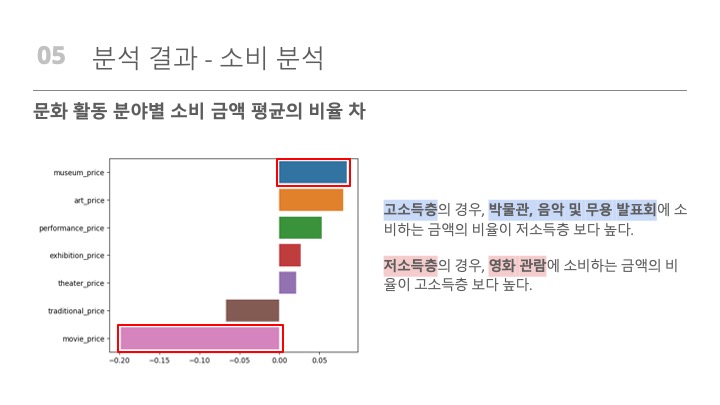 05 분석 결과 - 소비 분석
문화 활동 분야별 소비 금액 평균의 비율 차
museum_price
art_price
performance_price
exhibition_price
theater_price
traditional_price
movie_price
−0.20 −0.15 −0.10 −0.05 0.00 0.05
고소득층의 경우, 박물관, 음악 및 무용 발표회에 소
비하는 금액의 비율이 저소득층 보다 높다.
저소득층의 경우, 영화 관람에 소비하는 금액의 비
율이 고소득층 보다 높다.